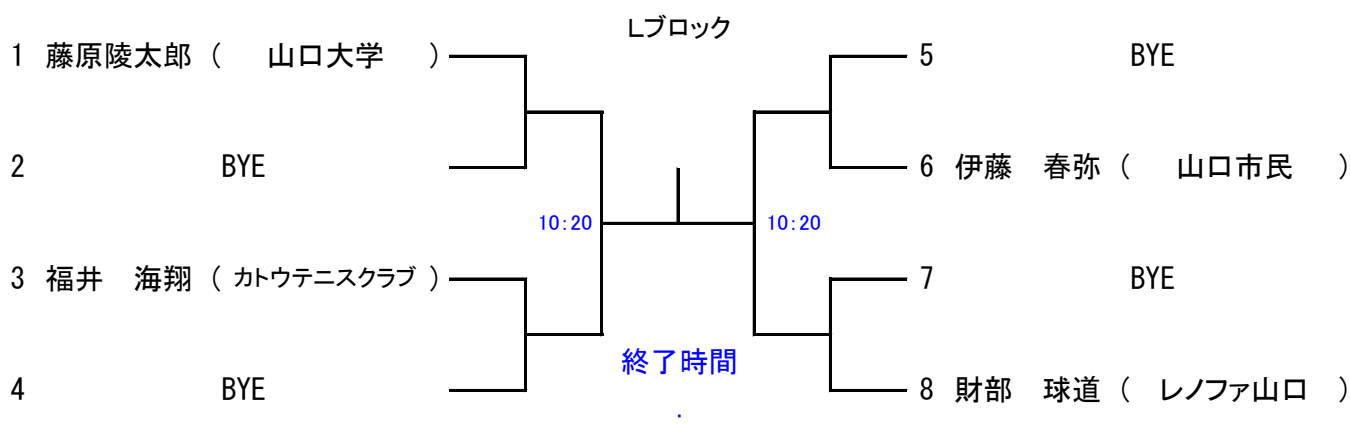 Lブロック
1 藤原陵太郎 ( 山口大学 )
2 BYE
3 福井 海翔 ( カトウテニスクラブ )
4 BYE
10:20
10:20
終了時間
.
5 BYE
6 伊藤 春弥 ( 山口市民 )
7 BYE
8 財部 球道 ( レノファ山口 )